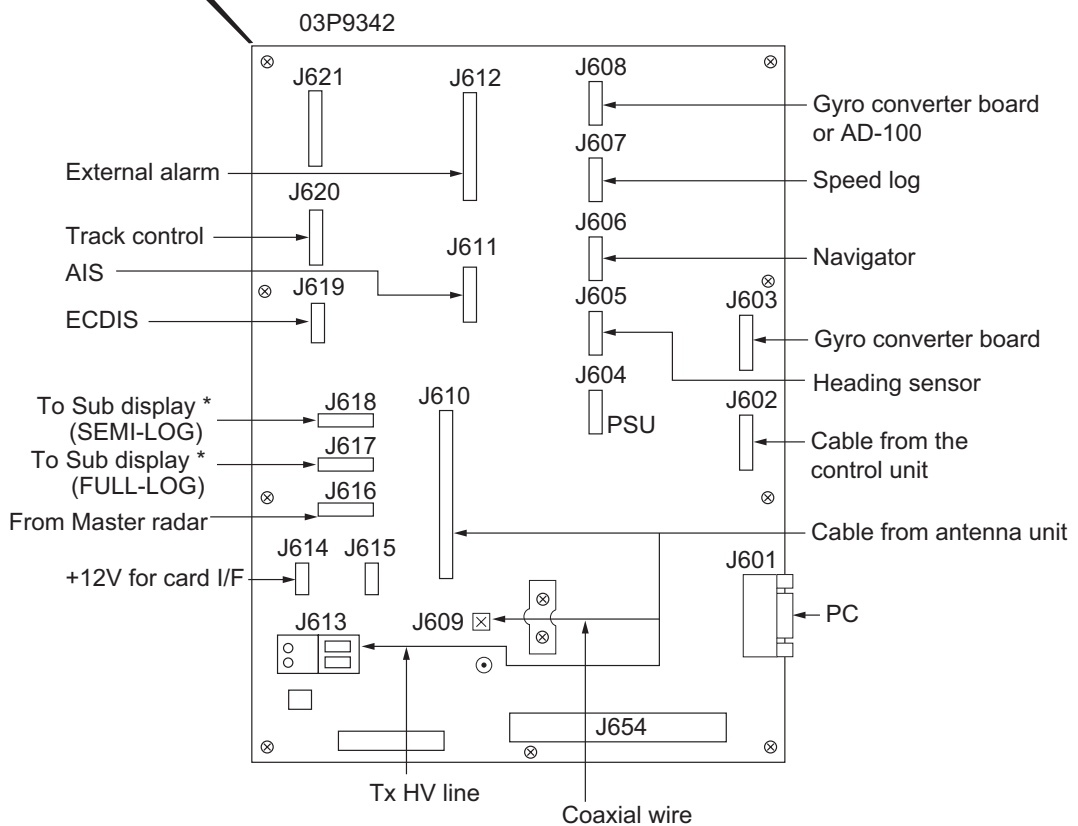 03P9342
J621
J612
J608
Gyro converter board
or AD-100
J607
External alarm
Speed log
J620
J606
Track control
J611
Navigator
AIS
J619
J605
J603
ECDIS
Gyro converter board
J604
Heading sensor
PSU
J610
J602
To Sub display *
(SEMI-LOG)
J618
Cable from the
control unit
To Sub display *
(FULL-LOG)
J617
J616
From Master radar
Cable from antenna unit
J614
J615
J601
+12V for card I/F
J613
J609
PC
J654
Tx HV line
Coaxial wire